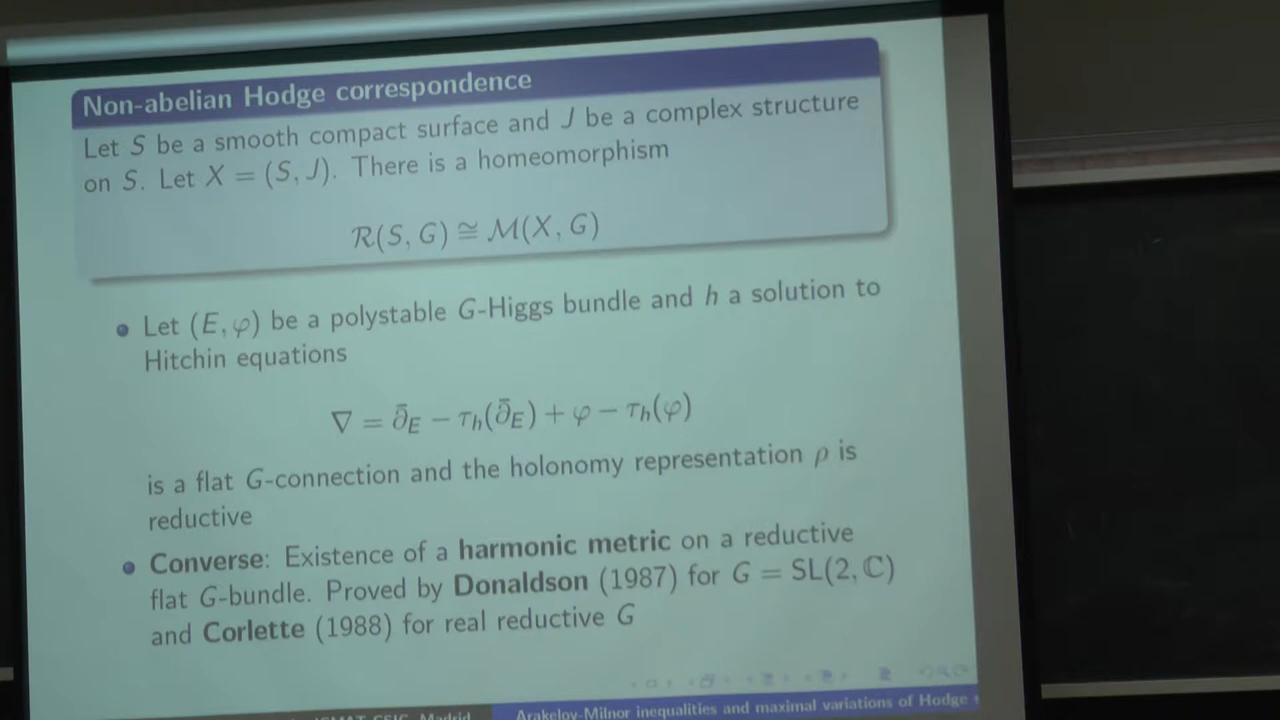 Non-abelian Hodge correspondence
Let S be a smooth compact surface and J be a complex structure
on S. Let X = (S, J). There is a homeomorphism
R(S, G) ≅ M(X, G)
Let (E, φ) be a polystable G-Higgs bundle and h a solution to
Hitchin equations
∇ = ∂̄_E − τ_h(∂̄_E) + φ − τ_h(φ)
is a flat G-connection and the holonomy representation ρ is
reductive
Converse: Existence of a harmonic metric on a reductive
flat G-bundle. Proved by Donaldson (1987) for G = SL(2, ℂ)
and Corlette (1988) for real reductive G
ICMAT-CSIC, Madrid
Arakelov-Milnor inequalities and maximal variations of Hodge